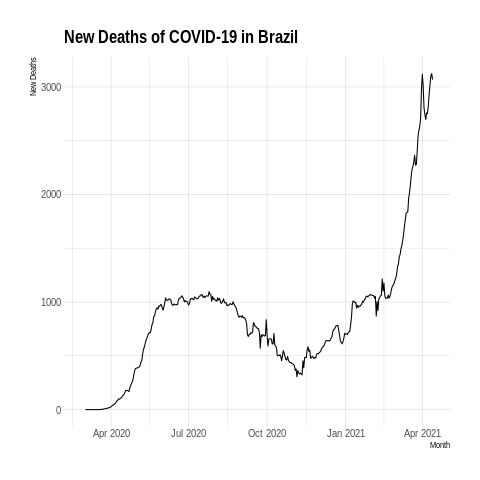 New Deaths of COVID-19 in Brazil
New Deaths
3000
2000
1000
0
Apr 2020 Jul 2020 Oct 2020 Jan 2021 Apr 2021
Month